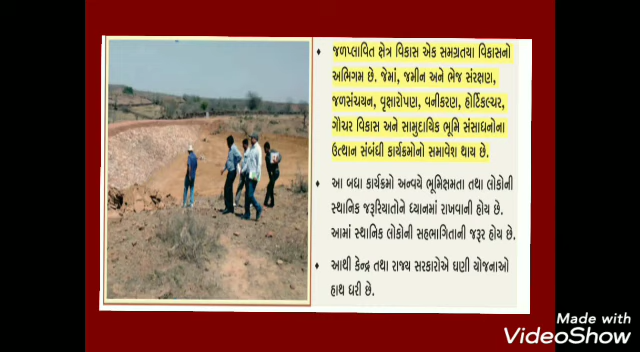 • જળપ્લાવિત ક્ષેત્ર વિકાસ એક સમગ્રતયા વિકાસનો
અભિગમ છે. જેમાં, જમીન અને ભેજ સંરક્ષણ,
જળસંચયન, વૃક્ષારોપણ, વનીકરણ, હોર્ટિકલ્ચર,
ગૌચર વિકાસ અને સામુદાયિક ભૂમિ સંસાધનોના
ઉત્થાન સંબંધી કાર્યક્રમોનો સમાવેશ થાય છે.
• આ બધા કાર્યક્રમો અન્વયે ભૂમિક્ષમતા તથા લોકોની
સ્થાનિક જરૂરિયાતોને ધ્યાનમાં રાખવાની હોય છે.
આમાં સ્થાનિક લોકોની સહભાગિતાની જરૂર હોય છે.
• આથી કેન્દ્ર તથા રાજ્ય સરકારોએ ઘણી યોજનાઓ
હાથ ધરી છે.
Made with
VideoShow